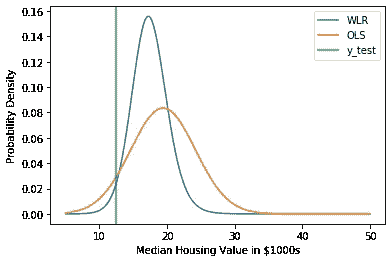 0.16
0.14
0.12
0.10
0.08
0.06
0.04
0.02
0.00
Probability Density
WLR
OLS
y_test
10 20 30 40 50
Median Housing Value in $1000s